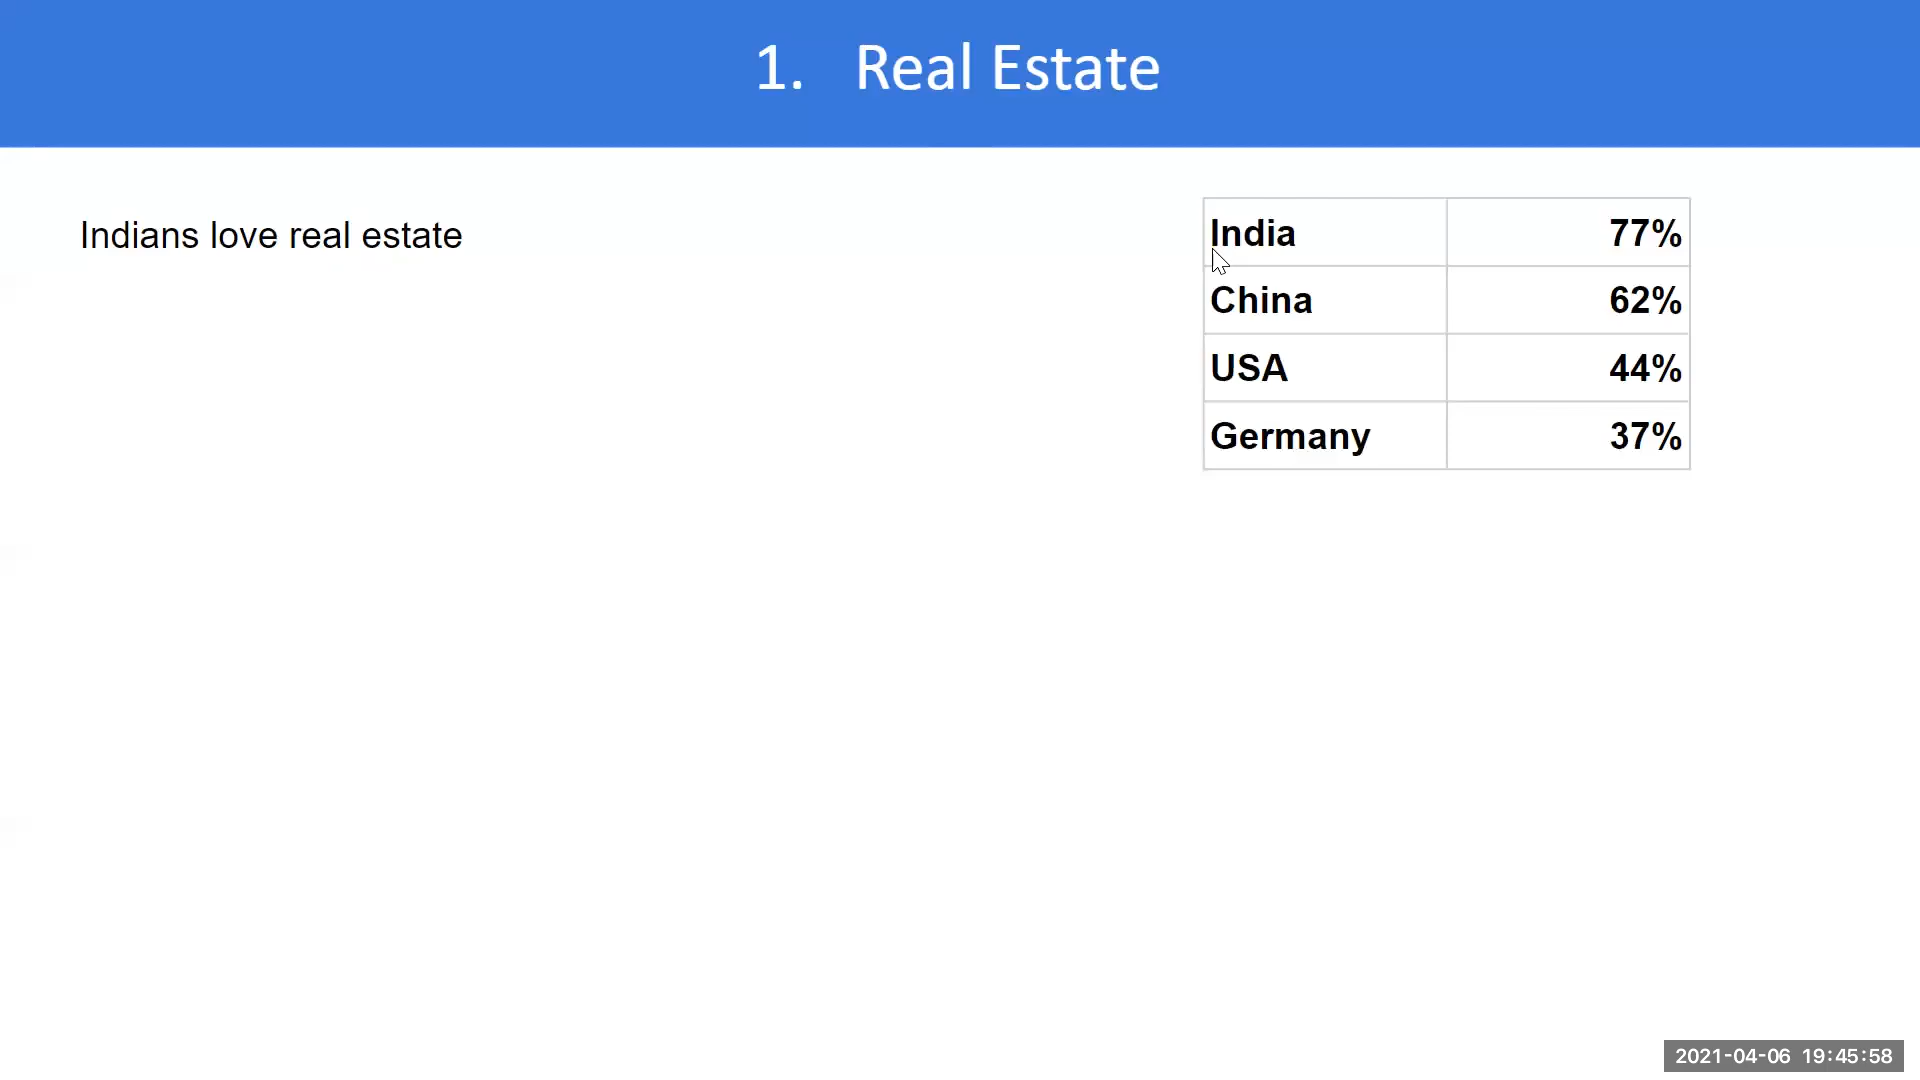 1. Real Estate
Indians love real estate
India 77%
China 62%
USA 44%
Germany 37%
2021-04-06 19:45:58